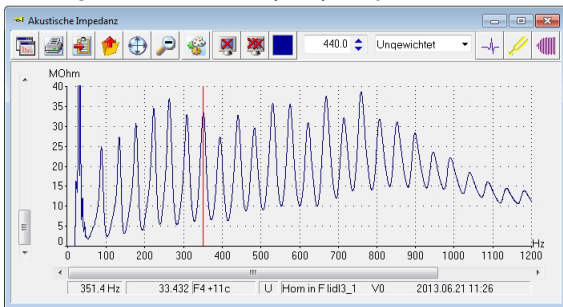 Akustische Impedanz
440.0 Ungewichtet
MOhm
40
35
30
25
20
15
10
5
0
0 100 200 300 400 500 600 700 800 900 1000 1100 1200
Hz
351.4 Hz 33.432 F4 +11c U Horn in F lidl3_1 V0 2013.06.21 11:26